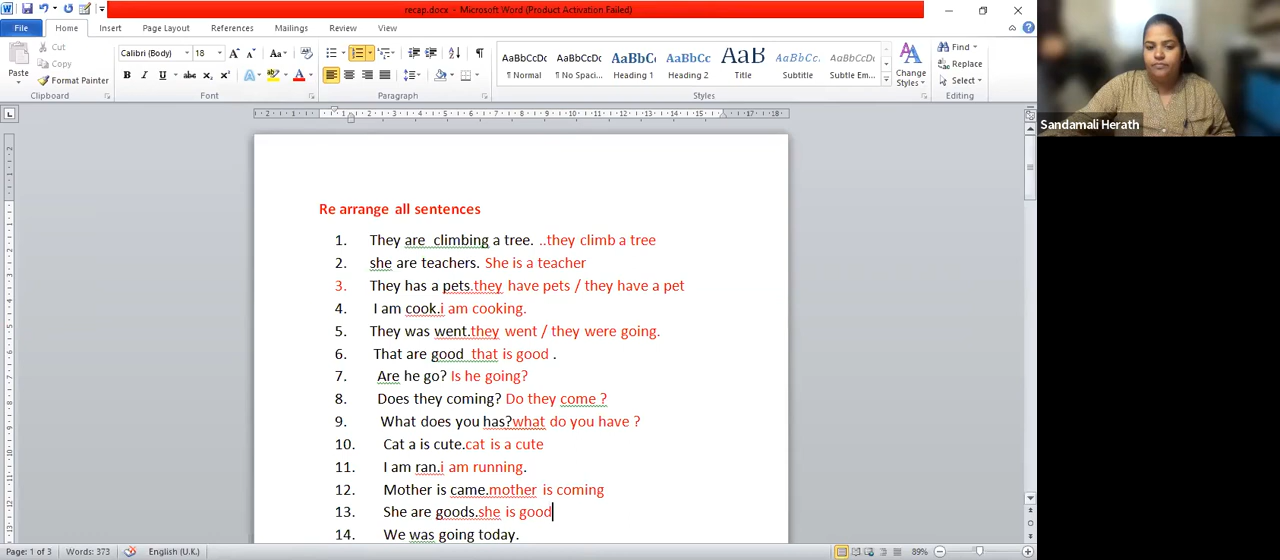 recap.docx - Microsoft Word (Product Activation Failed)
File Home Insert Page Layout References Mailings Review View
Cut
Copy
Format Painter
Paste
Clipboard
Calibri (Body) 18
Font
Paragraph
AaBbCcDc AaBbCcDc AaBbC AaBbCc AaB AaBbCc. AaBbCcDc
¶ Normal ¶ No Spaci... Heading 1 Heading 2 Title Subtitle Subtle Em...
Styles
Change Styles
Find
Replace
Select
Editing
Sandamali Herath
Re arrange all sentences
1. They are climbing a tree. ..they climb a tree
2. she are teachers. She is a teacher
3. They has a pets.they have pets / they have a pet
4. I am cook.i am cooking.
5. They was went.they went / they were going.
6. That are good that is good .
7. Are he go? Is he going?
8. Does they coming? Do they come ?
9. What does you has?what do you have ?
10. Cat a is cute.cat is a cute
11. I am ran.i am running.
12. Mother is came.mother is coming
13. She are goods.she is good
14. We was going today.
Page: 1 of 3 Words: 373 English (U.K.) 89%